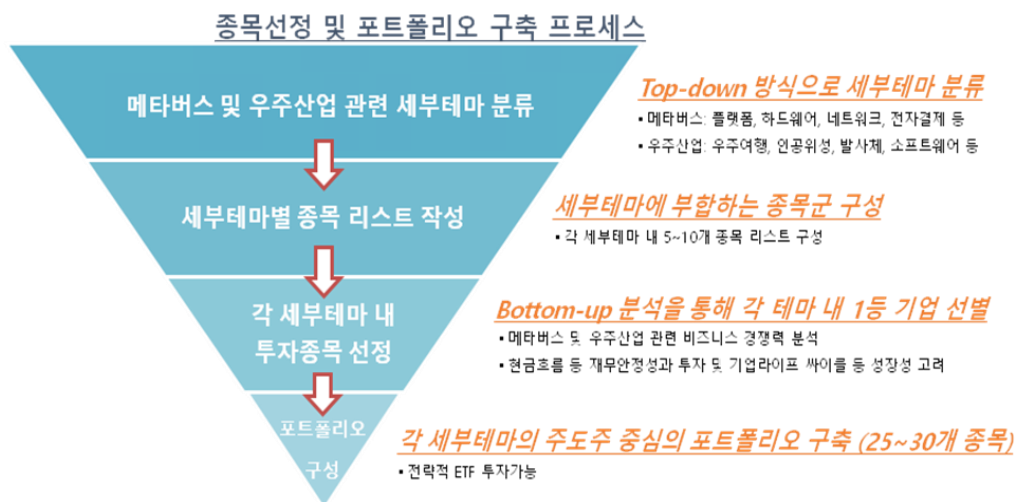 종목선정 및 포트폴리오 구축 프로세스
메타버스 및 우주산업 관련 세부테마 분류
Top-down 방식으로 세부테마 분류
▪ 메타버스: 플랫폼, 하드웨어, 네트워크, 전자결제 등
▪ 우주산업: 우주여행, 인공위성, 발사체, 소프트웨어 등
세부테마별 종목 리스트 작성
세부테마에 부합하는 종목군 구성
▪ 각 세부테마 내 5~10개 종목 리스트 구성
각 세부테마 내
투자종목 선정
Bottom-up 분석을 통해 각 테마 내 1등 기업 선별
▪ 메타버스 및 우주산업 관련 비즈니스 경쟁력 분석
▪ 현금흐름 등 재무안정성과 투자 및 기업라이프 싸이클 등 성장성 고려
포트폴리오
구성
각 세부테마의 주도주 중심의 포트폴리오 구축 (25~30개 종목)
▪ 전략적 ETF 투자가능